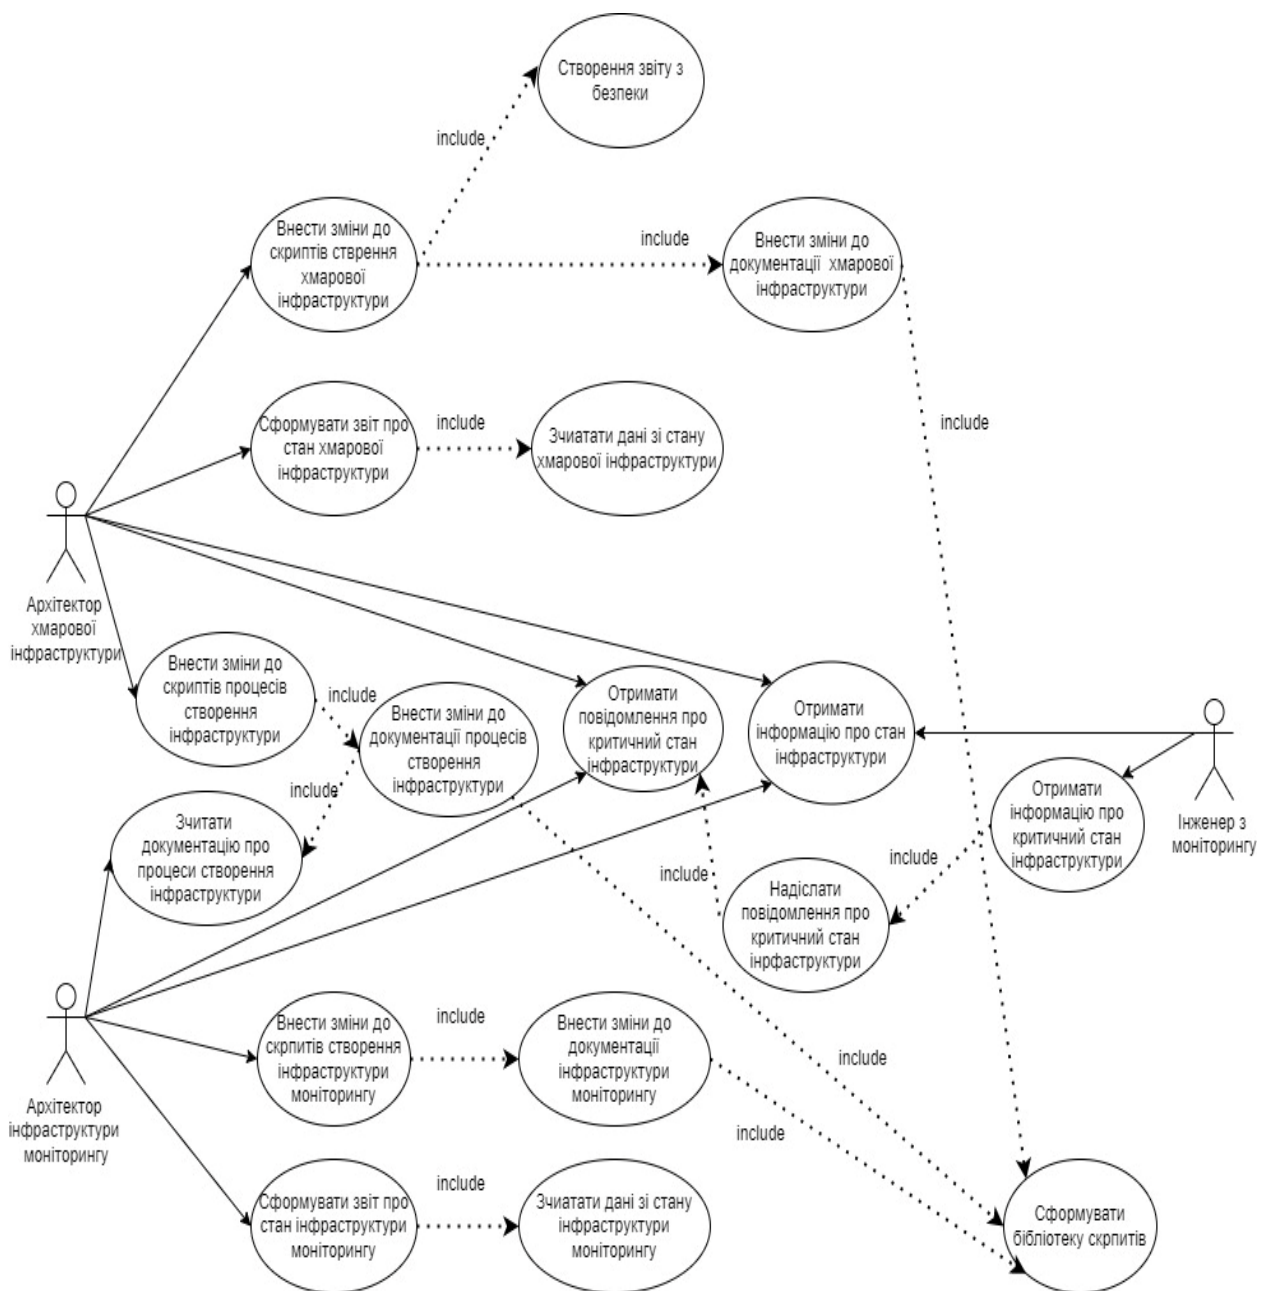 Створення звіту з
безпеки
include
Внести зміни до
скриптів стврення
хмарової
інфраструктури
include
Внести зміни до
документації хмарової
інфраструктури
Сформувати звіт про
стан хмарової
інфраструктури
include
Зчиатати дані зі стану
хмарової інфраструктури
include
Архітектор
хмарової
інфраструктури
Внести зміни до
скриптів процесів
створення
інфраструктури
include
Внести зміни до
документації процесів
створення
інфраструктури
Отримати
повідомлення про
критичний стан
інфраструктури
Отримати
інформацію про стан
інфраструктури
Отримати
інформацію про
критичний стан
інфраструктури
Інженер з
моніторингу
include
Зчитати
документацію про
процеси створення
інфраструктури
include
include
Надіслати
повідомлення про
критичний стан
інрфаструктури
Архітектор
інфраструктури
моніторингу
Внести зміни до
скрпитів створення
інфраструктури
моніторингу
include
Внести зміни до
документації
інфраструктури
моніторингу
include
include
Сформувати звіт про
стан інфраструктури
моніторингу
include
Зчиатати дані зі стану
інфраструктури
моніторингу
Сформувати
бібліотеку скрпитів